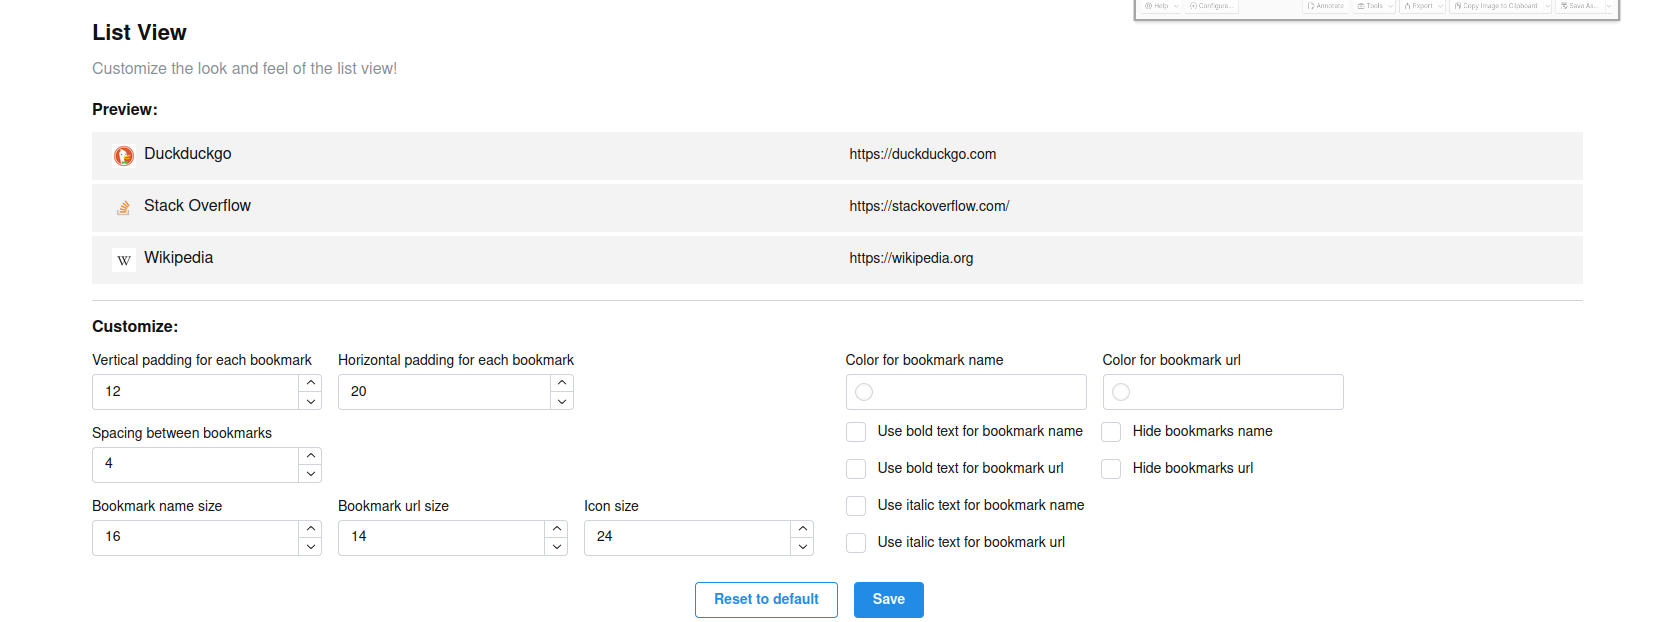 Help Configure... Annotate Tools Export Copy Image to Clipboard Save As...
List View
Customize the look and feel of the list view!
Preview:
Duckduckgo https://duckduckgo.com
Stack Overflow https://stackoverflow.com/
W Wikipedia https://wikipedia.org
Customize:
Vertical padding for each bookmark Horizontal padding for each bookmark Color for bookmark name Color for bookmark url
12 20
Use bold text for bookmark name Hide bookmarks name
Spacing between bookmarks
4 Use bold text for bookmark url Hide bookmarks url
Bookmark name size Bookmark url size Icon size Use italic text for bookmark name
16 14 24 Use italic text for bookmark url
Reset to default Save